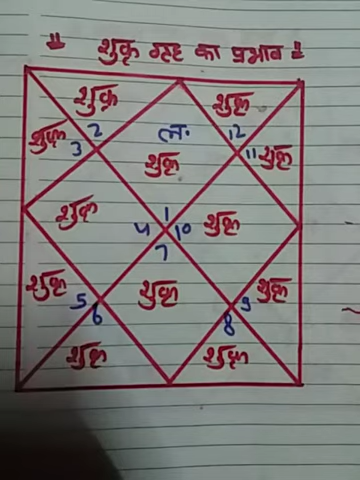 ॥ शुक्र ग्रह का प्रभाव ॥
शुक्र शुक्र
शुक्र 2 ल. 12
3 शुक्र 11 शुक्र
शुक्र 1 शुक्र
4 10
7
शुक्र 5 शुक्र 9 शुक्र
6 8
शुक्र शुक्र